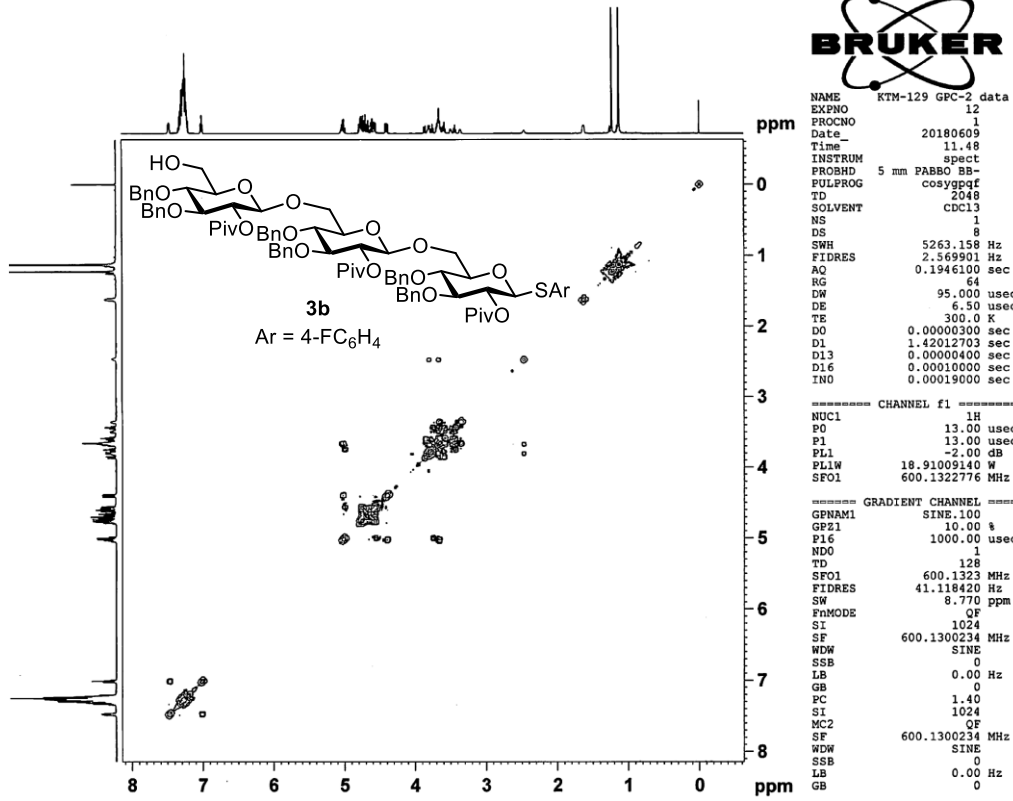 BRUKER
ppm
HO
BnO
BnO
PivO
O
O
BnO
BnO
PivO
O
O
BnO
BnO
PivO
O
SAr
3b
Ar = 4-FC6H4
0
1
2
3
4
5
6
7
8
8 7 6 5 4 3 2 1 0 ppm
NAME KTM-129 GPC-2 data
EXPNO 12
PROCNO 1
Date_ 20180609
Time 11.48
INSTRUM spect
PROBHD 5 mm PABBO BB-
PULPROG cosygpqf
TD 2048
SOLVENT CDCl3
NS 1
DS 8
SWH 5263.158 Hz
FIDRES 2.569901 Hz
AQ 0.1946100 sec
RG 64
DW 95.000 usec
DE 6.50 usec
TE 300.0 K
D0 0.00000300 sec
D1 1.42012703 sec
D13 0.00000400 sec
D16 0.00010000 sec
IN0 0.00019000 sec
======== CHANNEL f1 ========
NUC1 1H
P0 13.00 usec
P1 13.00 usec
PL1 -2.00 dB
PL1W 18.91009140 W
SFO1 600.1322776 MHz
====== GRADIENT CHANNEL =====
GPNAM1 SINE.100
GPZ1 10.00 %
P16 1000.00 usec
ND0 1
TD 128
SFO1 600.1323 MHz
FIDRES 41.118420 Hz
SW 8.770 ppm
FnMODE QF
SI 1024
SF 600.1300234 MHz
WDW SINE
SSB 0
LB 0.00 Hz
GB 0
PC 1.40
SI 1024
MC2 QF
SF 600.1300234 MHz
WDW SINE
SSB 0
LB 0.00 Hz
GB 0